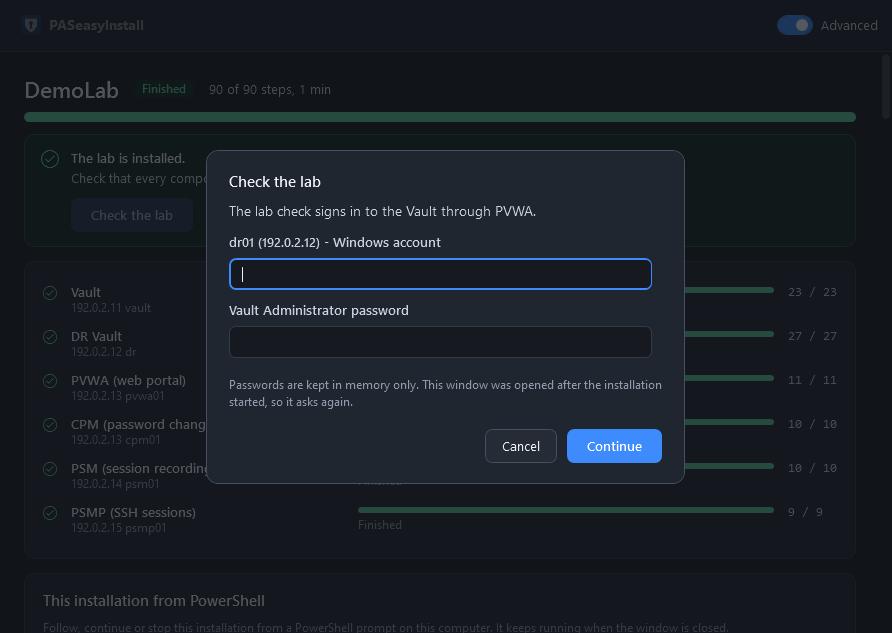 PASeasyInstall
Advanced
DemoLab
Finished
90 of 90 steps, 1 min
The lab is installed.
Check that every compo
Check the lab
Check the lab
The lab check signs in to the Vault through PVWA.
dr01 (192.0.2.12) - Windows account
Vault Administrator password
Passwords are kept in memory only. This window was opened after the installation
started, so it asks again.
Cancel
Continue
Vault
192.0.2.11 vault
23 / 23
DR Vault
192.0.2.12 dr
27 / 27
PVWA (web portal)
192.0.2.13 pvwa01
11 / 11
CPM (password chang
192.0.2.13 cpm01
10 / 10
PSM (session recording
192.0.2.14 psm01
10 / 10
PSMP (SSH sessions)
192.0.2.15 psmp01
Finished
9 / 9
This installation from PowerShell
Follow, continue or stop this installation from a PowerShell prompt on this computer. It keeps running when the window is closed.